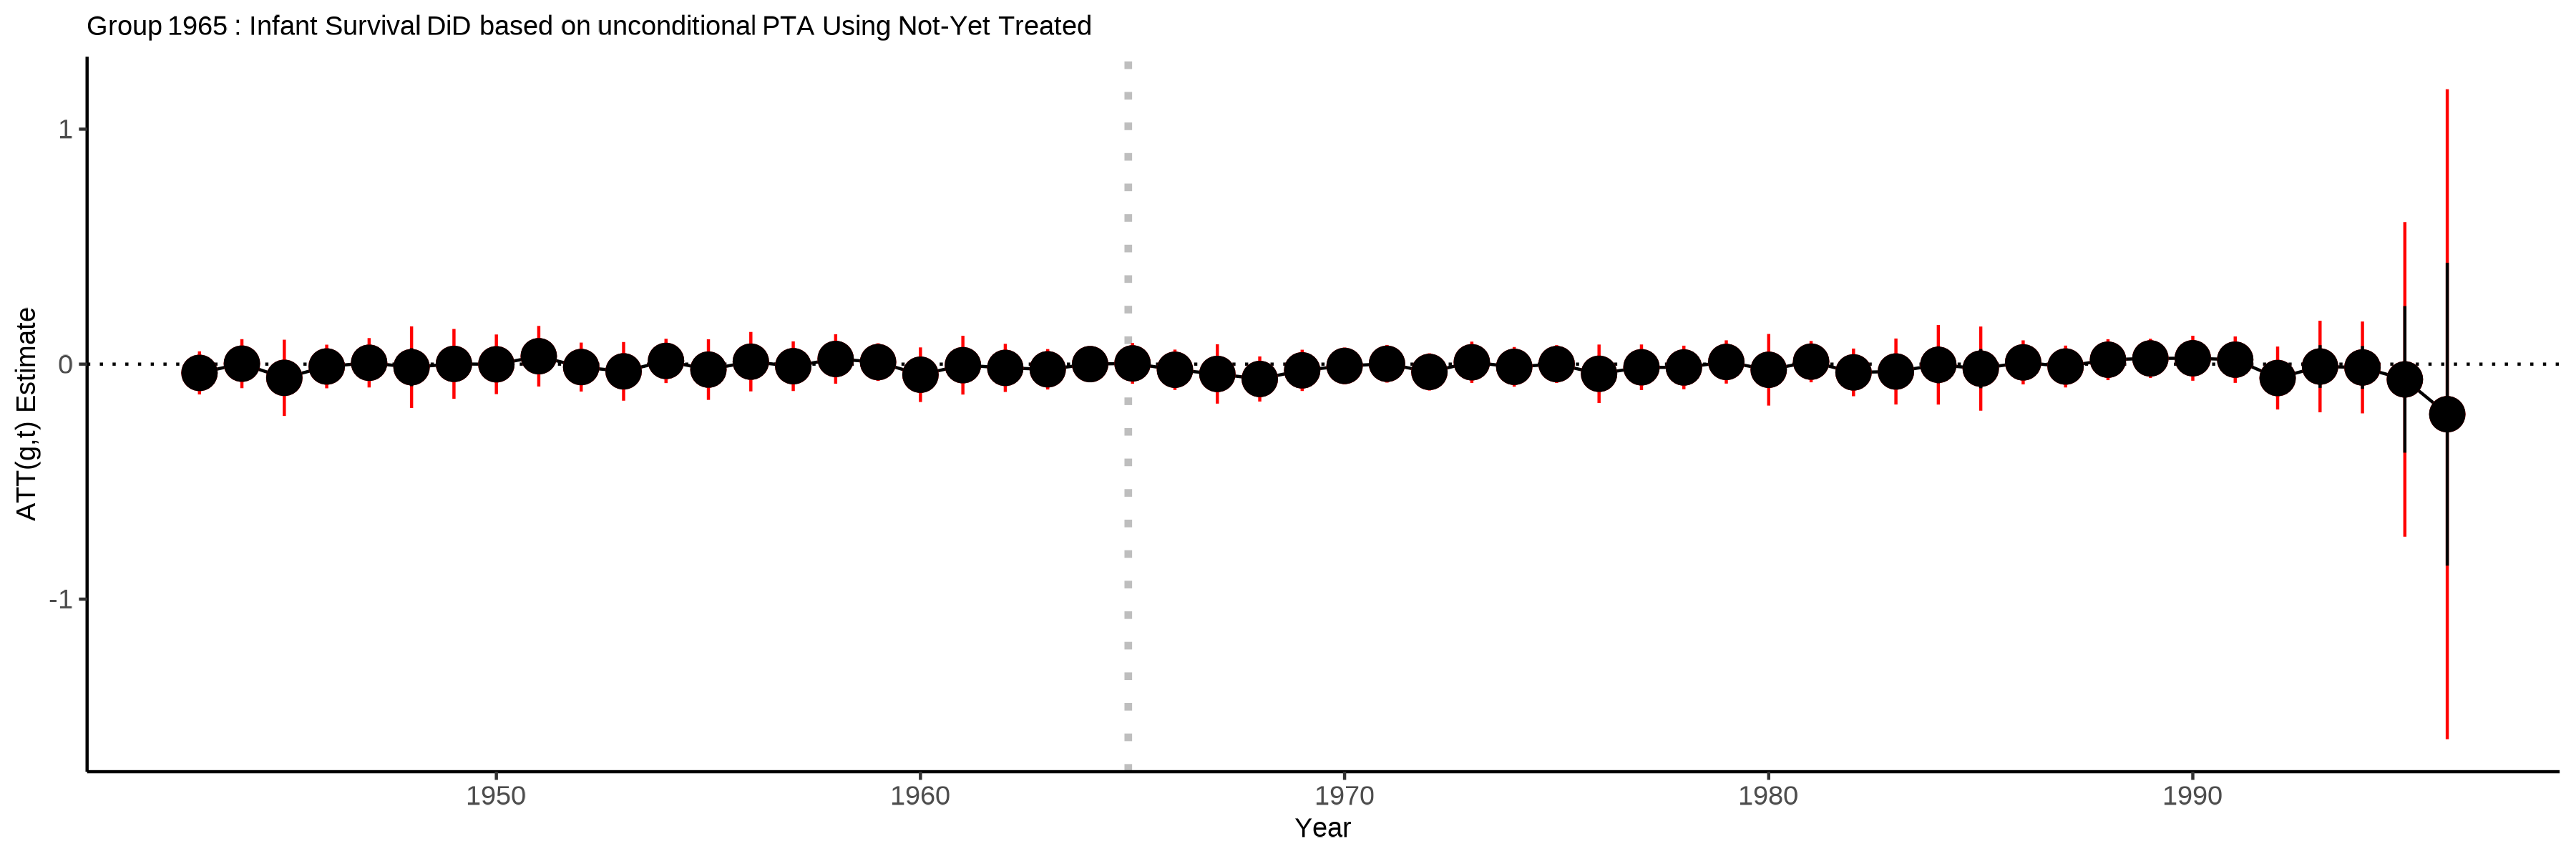 Group 1965 : Infant Survival DiD based on unconditional PTA Using Not-Yet Treated
ATT(g,t) Estimate
1
0
-1
1950
1960
1970
1980
1990
Year